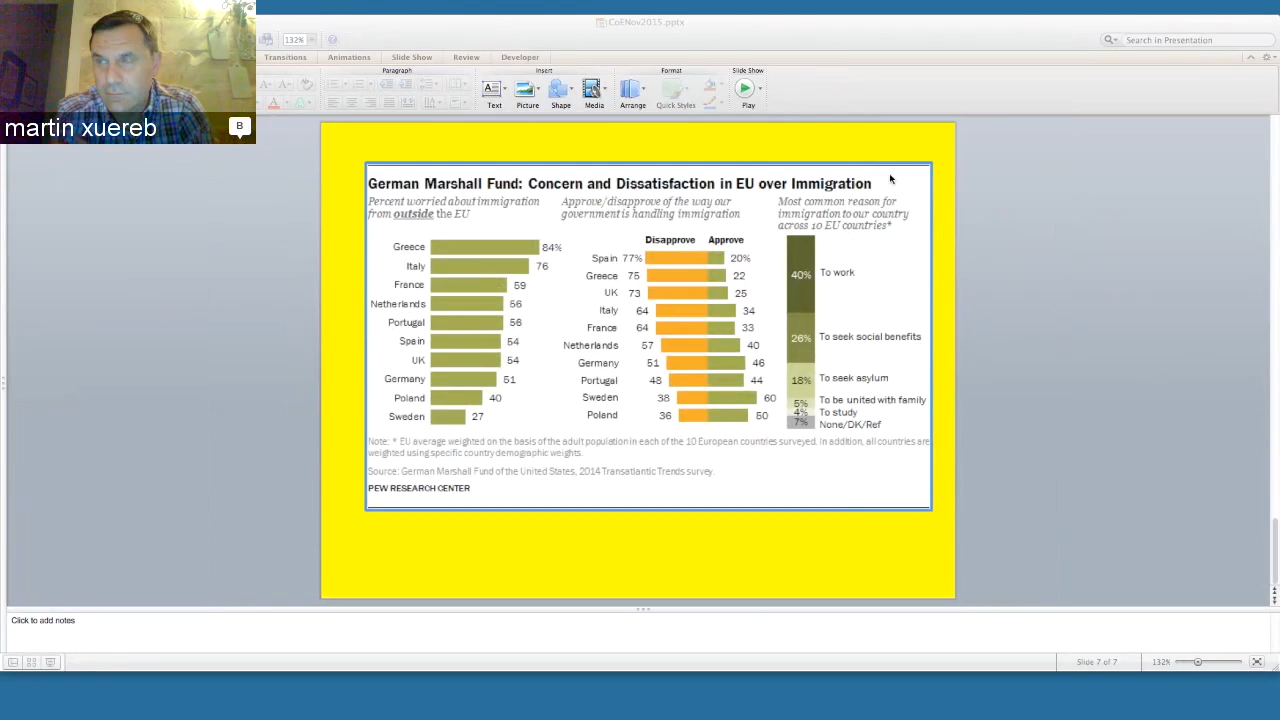 CoENov2015.pptx
132%
Search in Presentation
Transitions Animations Slide Show Review Developer
Paragraph Insert Format Slide Show
Text Picture Shape Media Arrange Quick Styles Play
martin xuereb
B
German Marshall Fund: Concern and Dissatisfaction in EU over Immigration
Percent worried about immigration
from outside the EU
Greece 84%
Italy 76
France 59
Netherlands 56
Portugal 56
Spain 54
UK 54
Germany 51
Poland 40
Sweden 27
Approve/disapprove of the way our
government is handling immigration
Disapprove Approve
Spain 77% 20%
Greece 75 22
UK 73 25
Italy 64 34
France 64 33
Netherlands 57 40
Germany 51 46
Portugal 48 44
Sweden 38 60
Poland 36 50
Most common reason for
immigration to our country
across 10 EU countries*
40% To work
26% To seek social benefits
18% To seek asylum
5% To be united with family
4% To study
7% None/DK/Ref
Note: * EU average weighted on the basis of the adult population in each of the 10 European countries surveyed. In addition, all countries are
weighted using specific country demographic weights.
Source: German Marshall Fund of the United States, 2014 Transatlantic Trends survey.
PEW RESEARCH CENTER
Click to add notes
Slide 7 of 7 132%